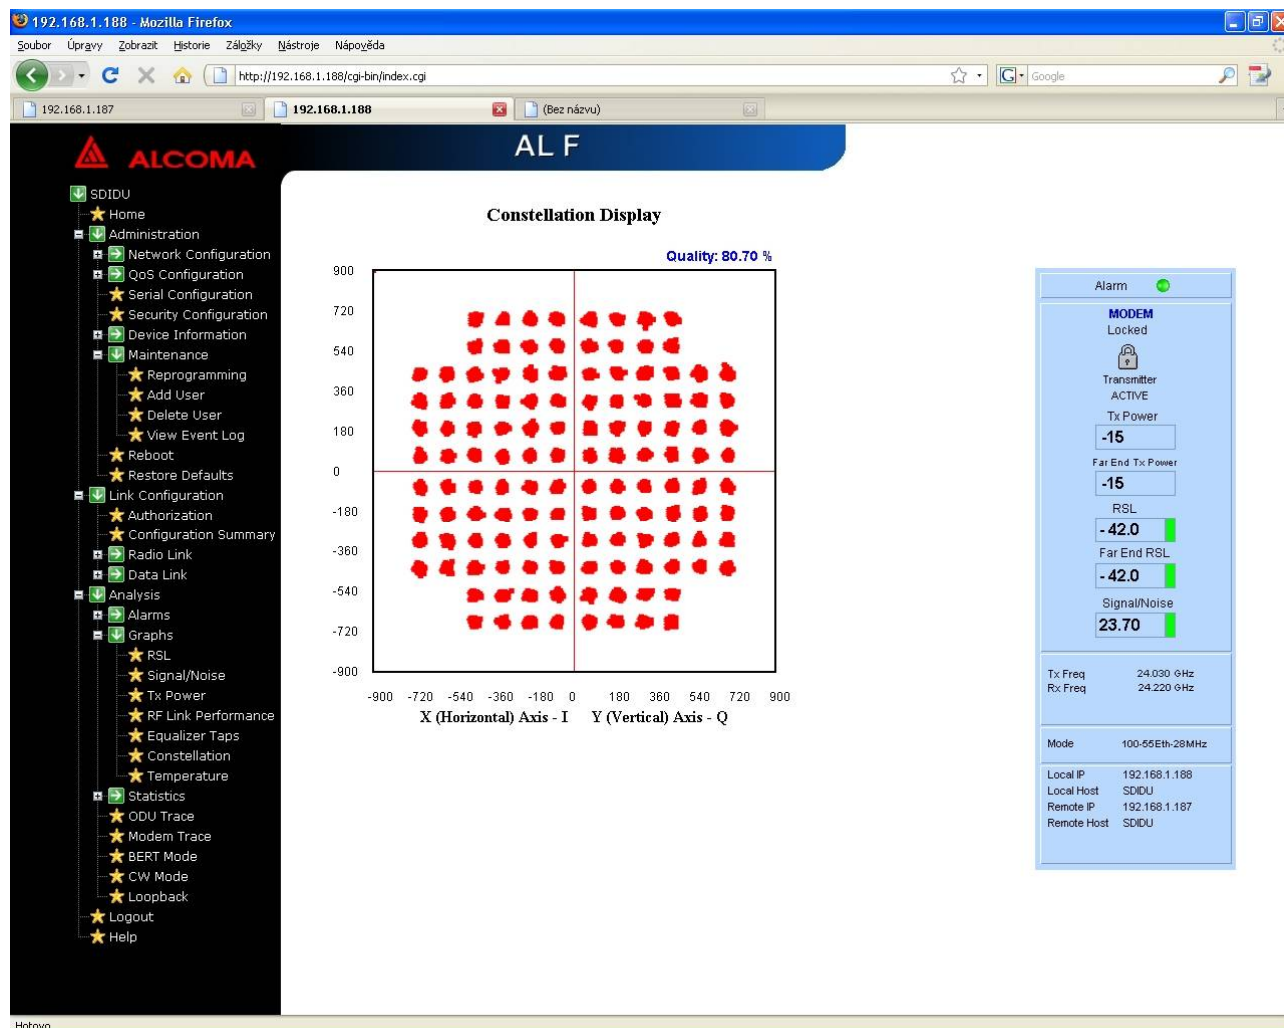 192.168.1.188 - Mozilla Firefox
Soubor Úpravy Zobrazit Historie Záložky Nástroje Nápověda
http://192.168.1.188/cgi-bin/index.cgi
G Google
192.168.1.187
192.168.1.188
(Bez názvu)
ALCOMA
AL F
SDIDU
Home
Administration
Network Configuration
QoS Configuration
Serial Configuration
Security Configuration
Device Information
Maintenance
Reprogramming
Add User
Delete User
View Event Log
Reboot
Restore Defaults
Link Configuration
Authorization
Configuration Summary
Radio Link
Data Link
Analysis
Alarms
Graphs
RSL
Signal/Noise
Tx Power
RF Link Performance
Equalizer Taps
Constellation
Temperature
Statistics
ODU Trace
Modem Trace
BERT Mode
CW Mode
Loopback
Logout
Help
Constellation Display
Quality: 80.70 %
900
720
540
360
180
0
-180
-360
-540
-720
-900
-900 -720 -540 -360 -180 0 180 360 540 720 900
X (Horizontal) Axis - I Y (Vertical) Axis - Q
Alarm
MODEM
Locked
Transmitter
ACTIVE
Tx Power
-15
Far End Tx Power
-15
RSL
- 42.0
Far End RSL
- 42.0
Signal/Noise
23.70
Tx Freq 24.030 GHz
Rx Freq 24.220 GHz
Mode 100-55Eth-28MHz
Local IP 192.168.1.188
Local Host SDIDU
Remote IP 192.168.1.187
Remote Host SDIDU
Hotovo